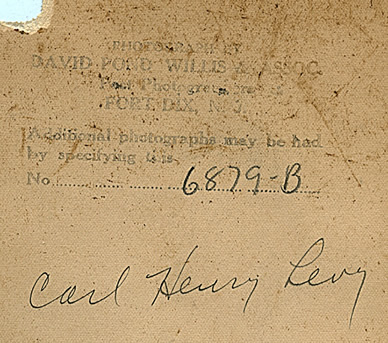 PHOTOGRAPH BY
DAVID POND WILLIS & ASSOC.
Post Photographers
FORT DIX, N. J.
Additional photographs may be had
by specifying this
No. 6879-B
Carl Henry Levy